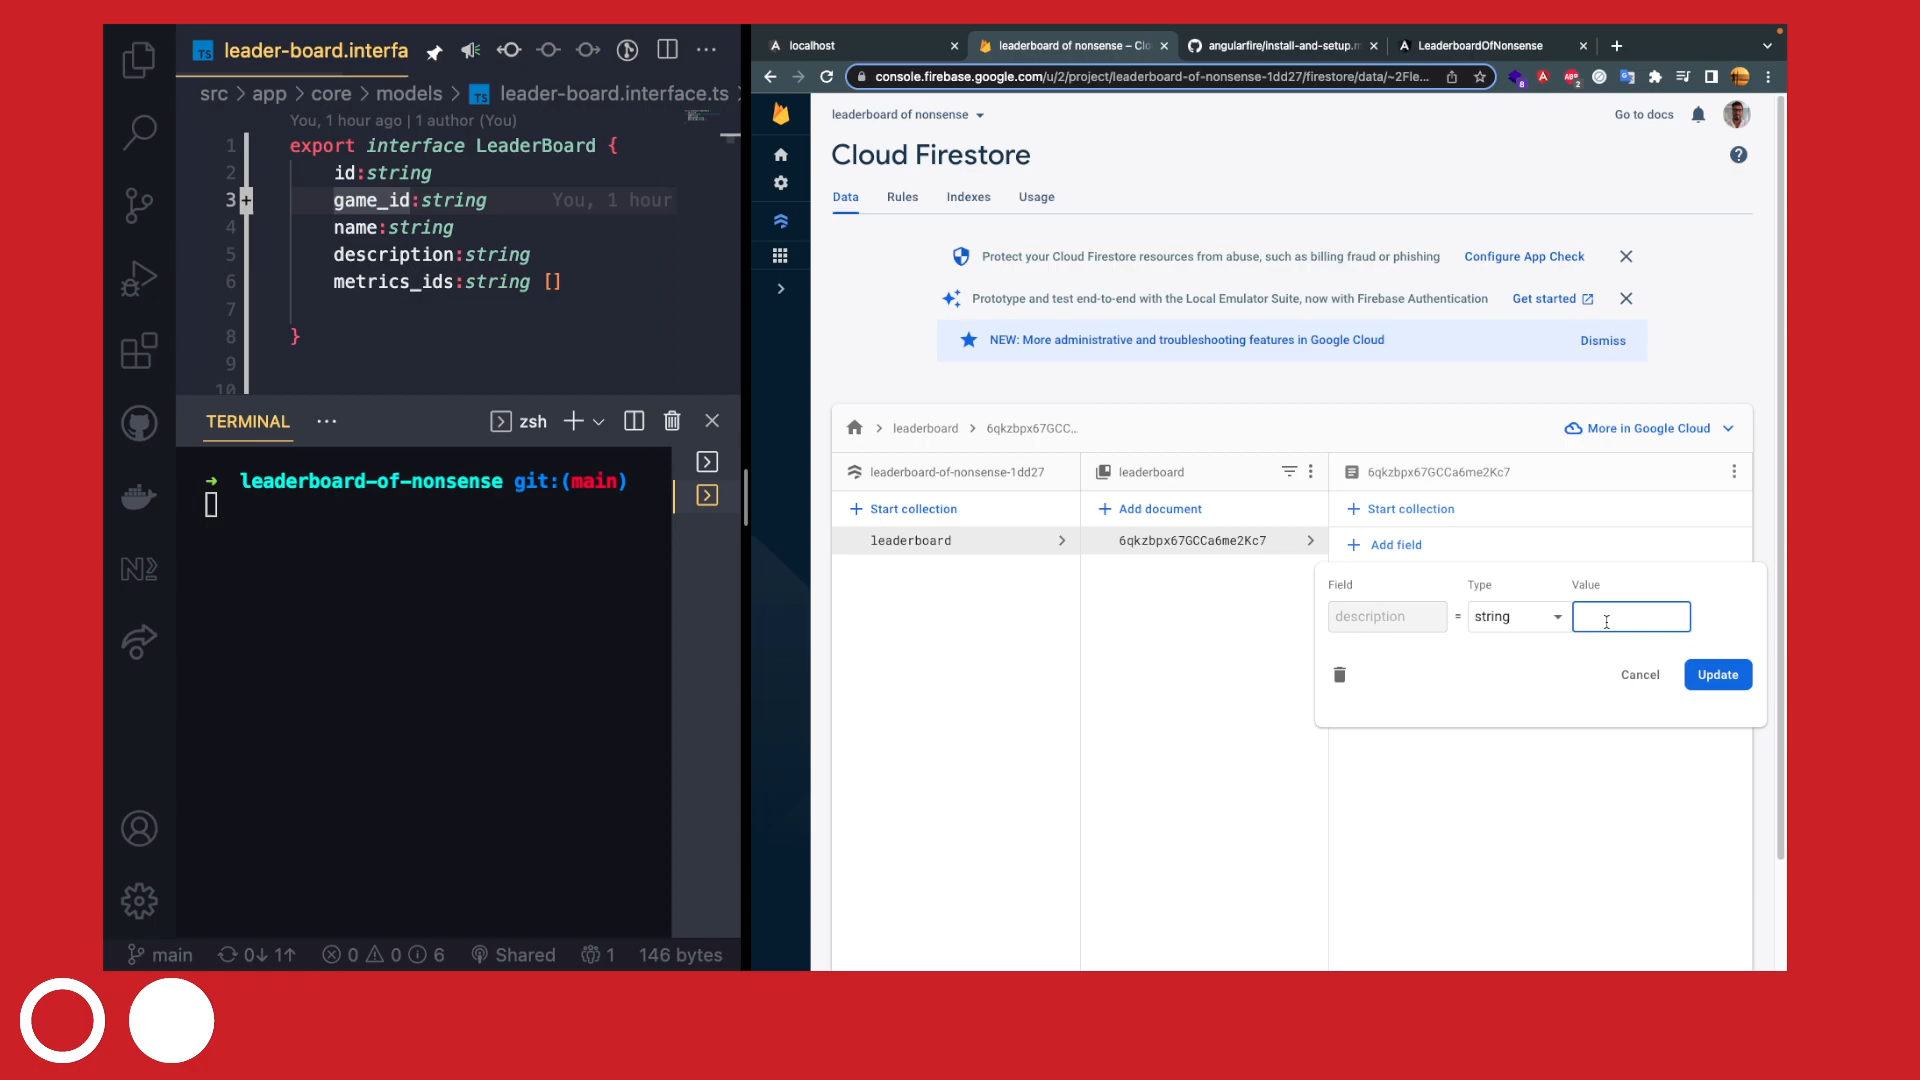 leader-board.interfa
src > app > core > models > TS leader-board.interface.ts
You, 1 hour ago | 1 author (You)
1 export interface LeaderBoard {
2 id:string
3 game_id:string You, 1 hour
4 name:string
5 description:string
6 metrics_ids:string []
7
8 }
9
10
TERMINAL zsh
leaderboard-of-nonsense git:(main)
main 0↓ 1↑ 0 0 6 Shared 1 146 bytes
localhost
leaderboard of nonsense – Clo
angularfire/install-and-setup.m
LeaderboardOfNonsense
console.firebase.google.com/u/2/project/leaderboard-of-nonsense-1dd27/firestore/data/~2Fle...
leaderboard of nonsense Go to docs
Cloud Firestore
Data Rules Indexes Usage
Protect your Cloud Firestore resources from abuse, such as billing fraud or phishing Configure App Check
Prototype and test end-to-end with the Local Emulator Suite, now with Firebase Authentication Get started
NEW: More administrative and troubleshooting features in Google Cloud Dismiss
leaderboard > 6qkzbpx67GCC... More in Google Cloud
leaderboard-of-nonsense-1dd27 leaderboard 6qkzbpx67GCCa6me2Kc7
+ Start collection + Add document + Start collection
leaderboard 6qkzbpx67GCCa6me2Kc7 + Add field
Field Type Value
description = string
Cancel Update